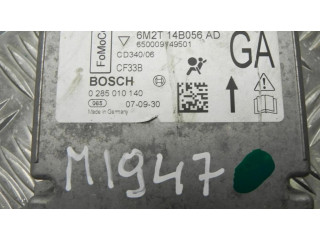 FoMoCo
6M2T 14B056 AD
650009149501
CD340/06
CF33B
GA
BOSCH
0 285 010 140
065 07-09-30
Made in Germany
M1947